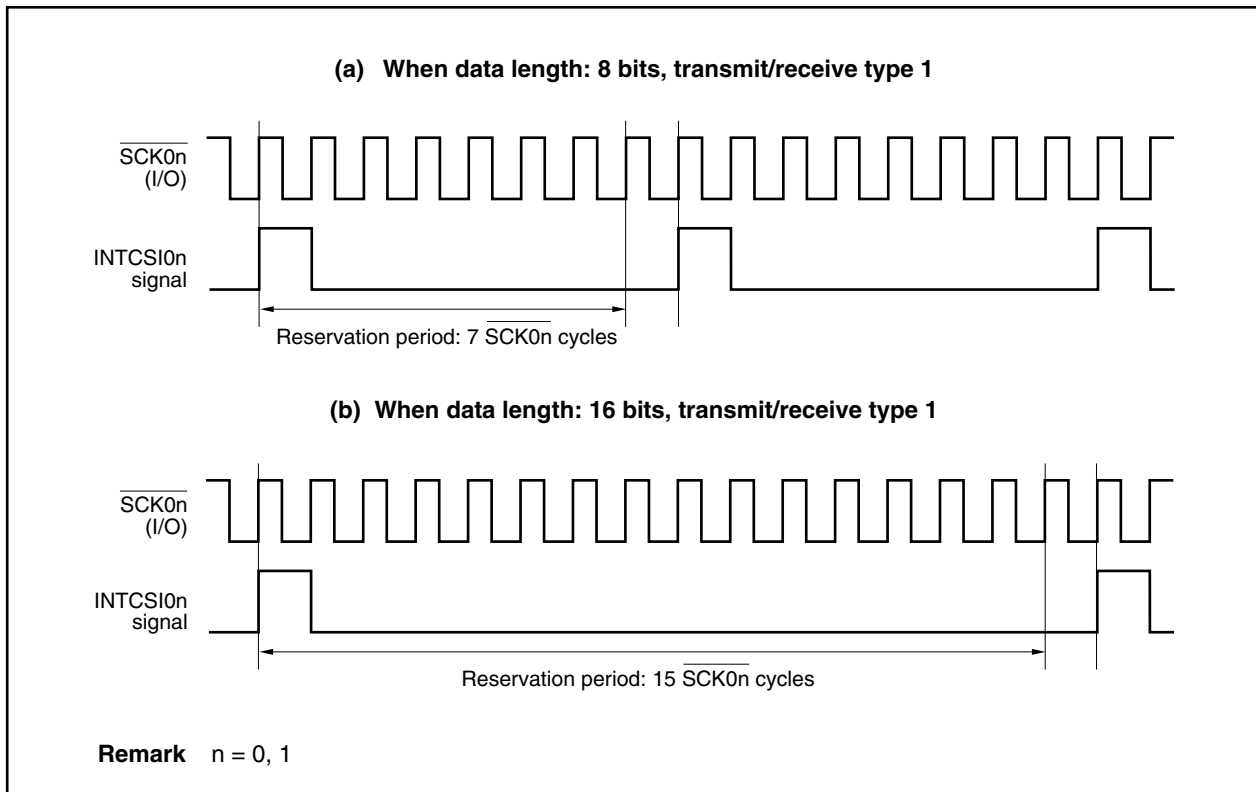 (a) When data length: 8 bits, transmit/receive type 1
SCK0n
(I/O)
INTCSI0n
signal
Reservation period: 7 SCK0n cycles
(b) When data length: 16 bits, transmit/receive type 1
SCK0n
(I/O)
INTCSI0n
signal
Reservation period: 15 SCK0n cycles
Remark n = 0, 1